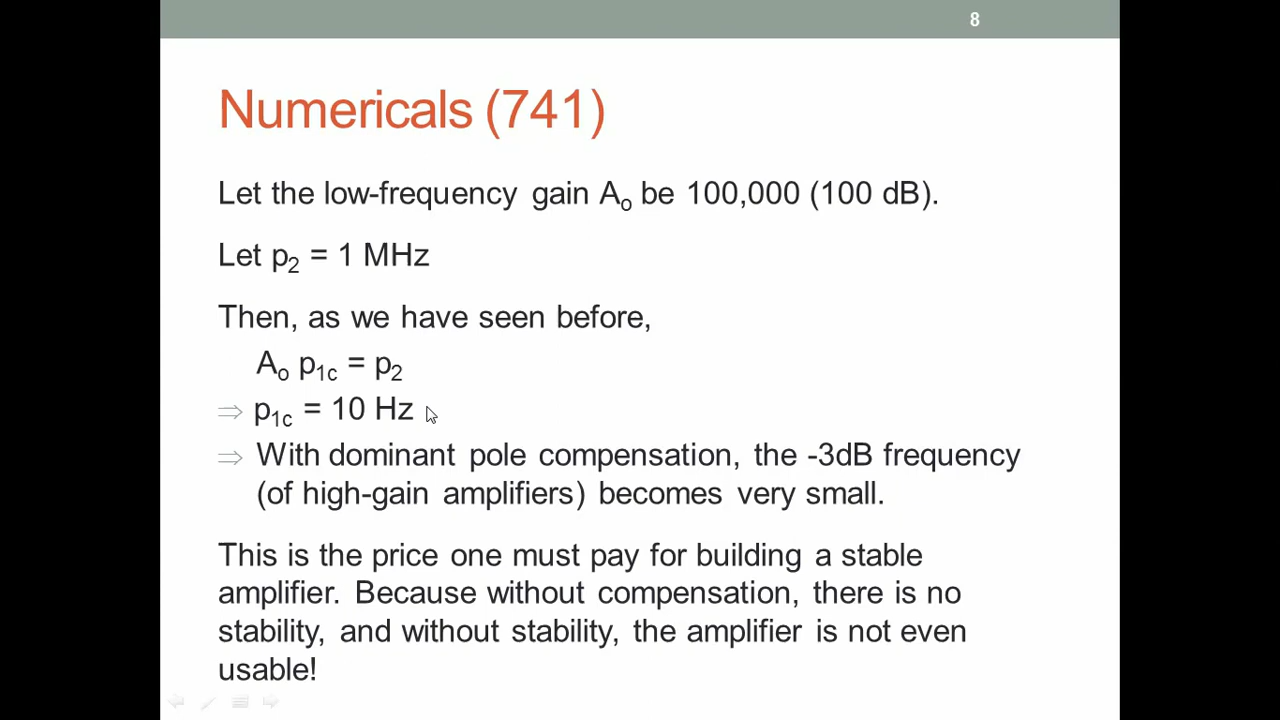 8
Numericals (741)
Let the low-frequency gain Aₒ be 100,000 (100 dB).
Let p₂ = 1 MHz
Then, as we have seen before,
Aₒ p₁c = p₂
⇒ p₁c = 10 Hz
⇒ With dominant pole compensation, the -3dB frequency
(of high-gain amplifiers) becomes very small.
This is the price one must pay for building a stable
amplifier. Because without compensation, there is no
stability, and without stability, the amplifier is not even
usable!